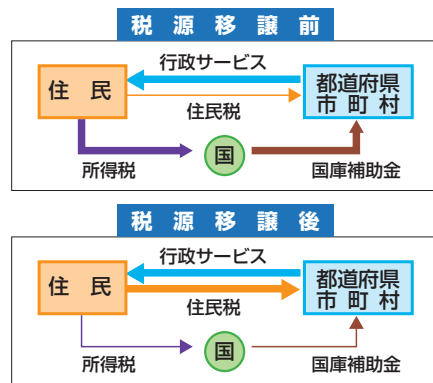 税源移譲前
行政サービス
住民
都道府県
市町村
住民税
国
所得税
国庫補助金
税源移譲後
行政サービス
住民
都道府県
市町村
住民税
国
所得税
国庫補助金